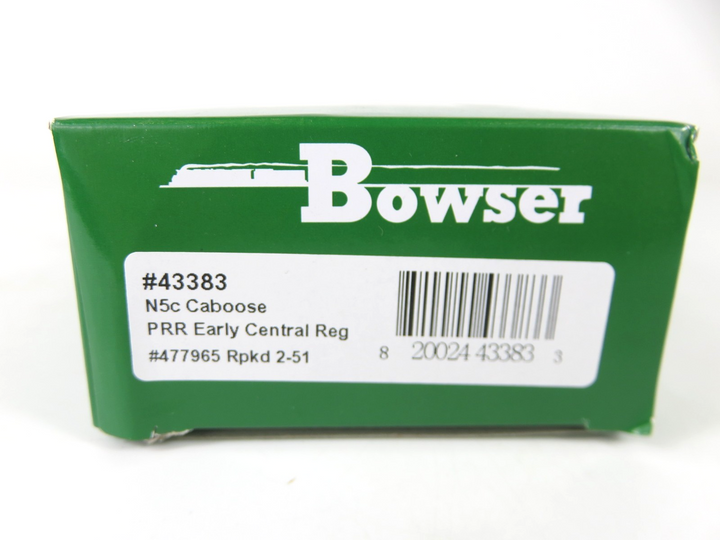 Bowser
#43383
N5c Caboose
PRR Early Central Reg
#477965 Rpkd 2-51
8 20024 43383 3